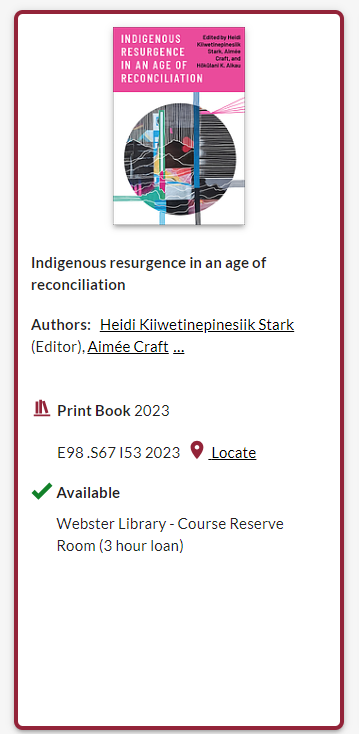 INDIGENOUS
RESURGENCE
IN AN AGE OF
RECONCILIATION
Edited by Heidi
Kiiwetinepinesiik
Stark, Aimée
Craft, and
Hōkūlani K. Aikau
Indigenous resurgence in an age of
reconciliation
Authors: Heidi Kiiwetinepinesiik Stark
(Editor), Aimée Craft ...
Print Book 2023
E98 .S67 I53 2023 Locate
Available
Webster Library - Course Reserve
Room (3 hour loan)